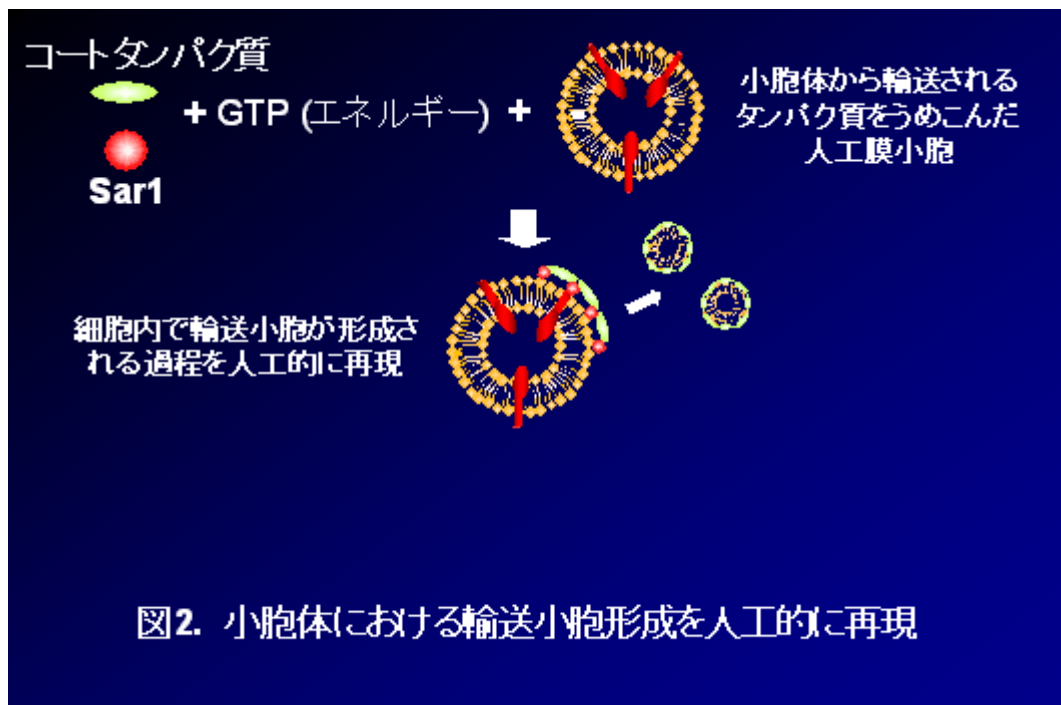 コートタンパク質
+ GTP (エネルギー) +
Sar1
小胞体から輸送される
タンパク質をうめこんだ
人工膜小胞
細胞内で輸送小胞が形成さ
れる過程を人工的に再現
図2. 小胞体における輸送小胞形成を人工的に再現